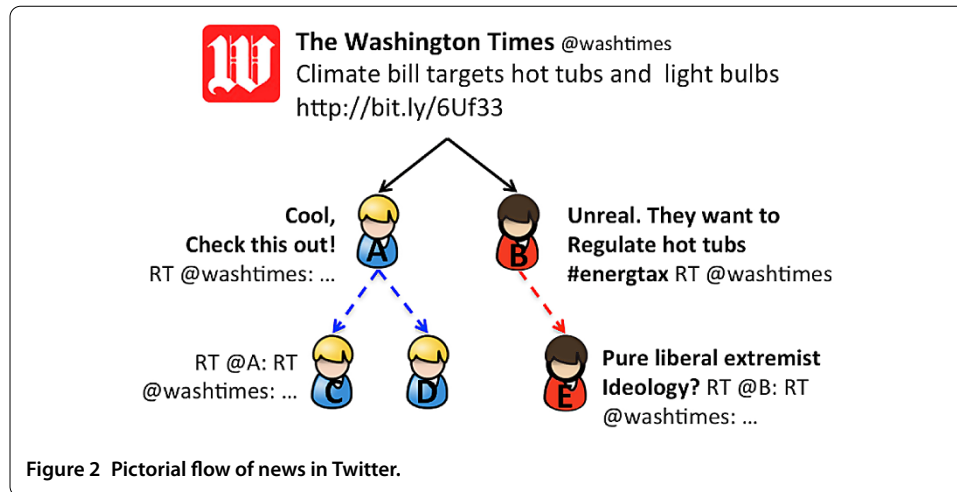 The Washington Times @washtimes
Climate bill targets hot tubs and light bulbs
http://bit.ly/6Uf33
Cool,
Check this out!
RT @washtimes: ...
A
B
Unreal. They want to
Regulate hot tubs
#energtax RT @washtimes
RT @A: RT
@washtimes: ...
C
D
E
Pure liberal extremist
Ideology? RT @B: RT
@washtimes: ...
Figure 2 Pictorial flow of news in Twitter.